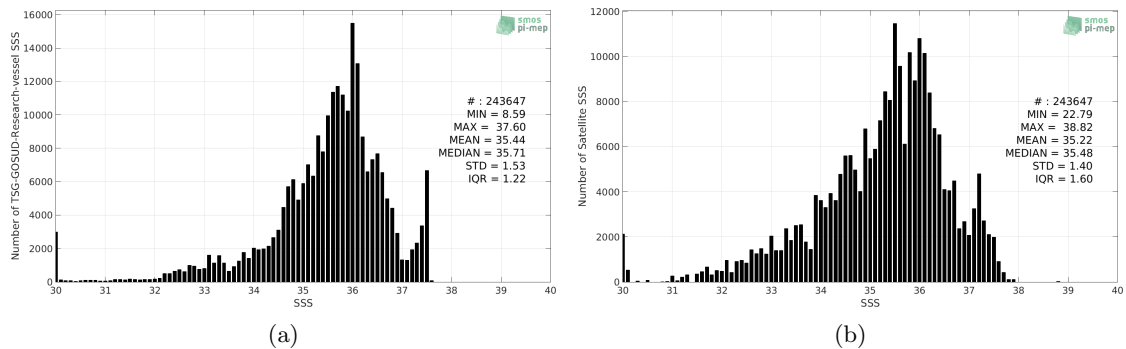 Number of TSG-GOSUD-Research-vessel SSS
16000
14000
12000
10000
8000
6000
4000
2000
0
30 31 32 33 34 35 36 37 38 39 40
SSS
smos
pi-mep
# : 243647
MIN = 8.59
MAX = 37.60
MEAN = 35.44
MEDIAN = 35.71
STD = 1.53
IQR = 1.22
(a)
Number of Satellite SSS
12000
10000
8000
6000
4000
2000
0
30 31 32 33 34 35 36 37 38 39 40
SSS
smos
pi-mep
# : 243647
MIN = 22.79
MAX = 38.82
MEAN = 35.22
MEDIAN = 35.48
STD = 1.40
IQR = 1.60
(b)